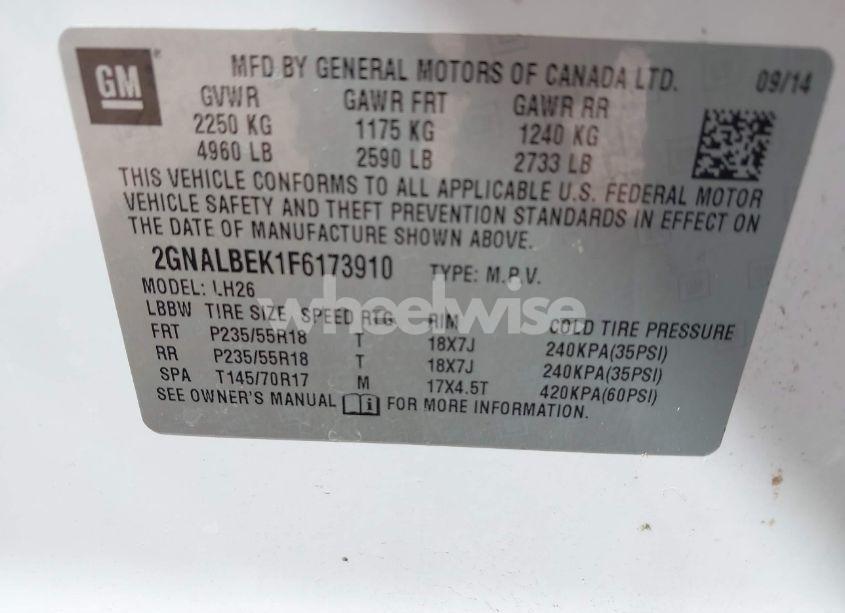 GM
MFD BY GENERAL MOTORS OF CANADA LTD. 09/14
GVWR GAWR FRT GAWR RR
2250 KG 1175 KG 1240 KG
4960 LB 2590 LB 2733 LB
THIS VEHICLE CONFORMS TO ALL APPLICABLE U.S. FEDERAL MOTOR
VEHICLE SAFETY AND THEFT PREVENTION STANDARDS IN EFFECT ON
THE DATE OF MANUFACTURE SHOWN ABOVE.
2GNALBEK1F6173910 TYPE: M.P.V.
MODEL: LH26
wheelwise
LBBW TIRE SIZE SPEED RTG RIM COLD TIRE PRESSURE
FRT P235/55R18 T 18X7J 240KPA(35PSI)
RR P235/55R18 T 18X7J 240KPA(35PSI)
SPA T145/70R17 M 17X4.5T 420KPA(60PSI)
SEE OWNER'S MANUAL i FOR MORE INFORMATION.